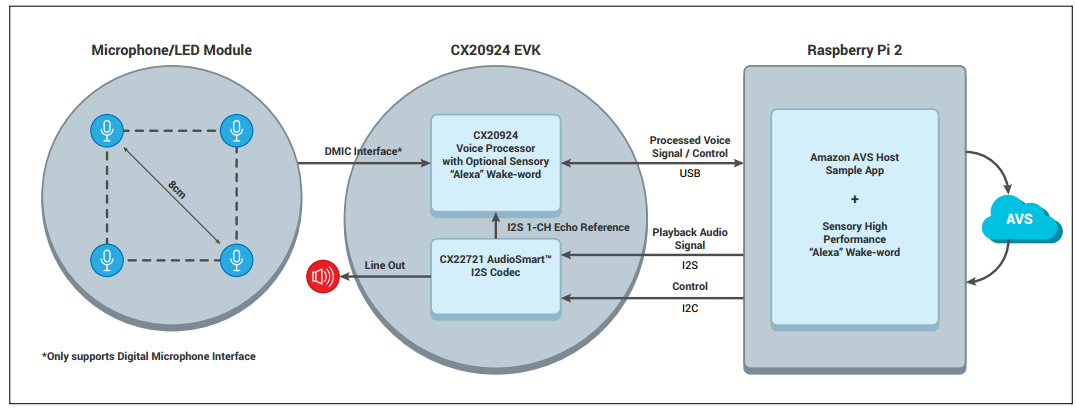 Microphone/LED Module
CX20924 EVK
Raspberry Pi 2
8cm
DMIC Interface*
CX20924
Voice Processor
with Optional Sensory
“Alexa” Wake-word
Processed Voice
Signal / Control
USB
Amazon AVS Host
Sample App
+
Sensory High
Performance
“Alexa” Wake-word
AVS
I2S 1-CH Echo Reference
Playback Audio
Signal
I2S
CX22721 AudioSmart™
I2S Codec
Line Out
Control
I2C
*Only supports Digital Microphone Interface